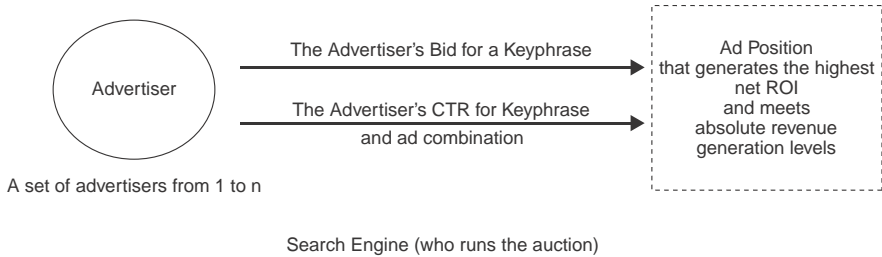 Advertiser
The Advertiser's Bid for a Keyphrase
The Advertiser's CTR for Keyphrase
and ad combination
Ad Position
that generates the highest
net ROI
and meets
absolute revenue
generation levels
A set of advertisers from 1 to n
Search Engine (who runs the auction)